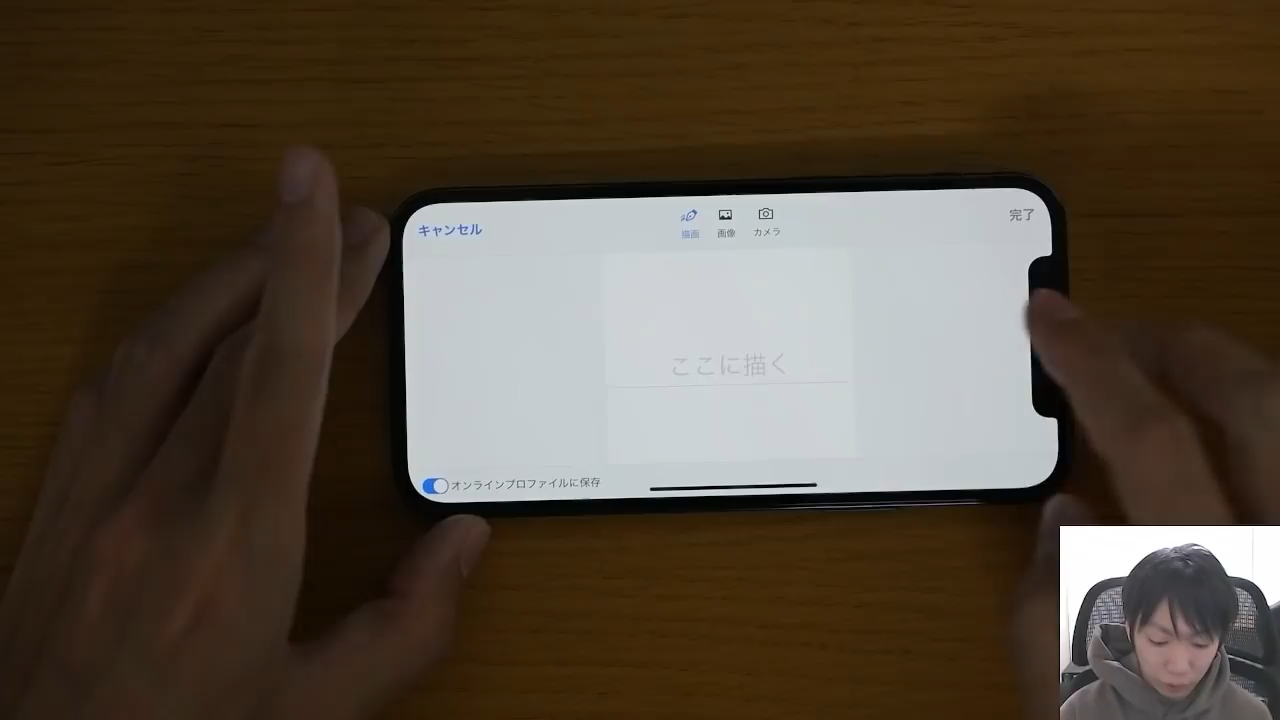 キャンセル
描画
画像
カメラ
完了
ここに描く
オンラインプロファイルに保存